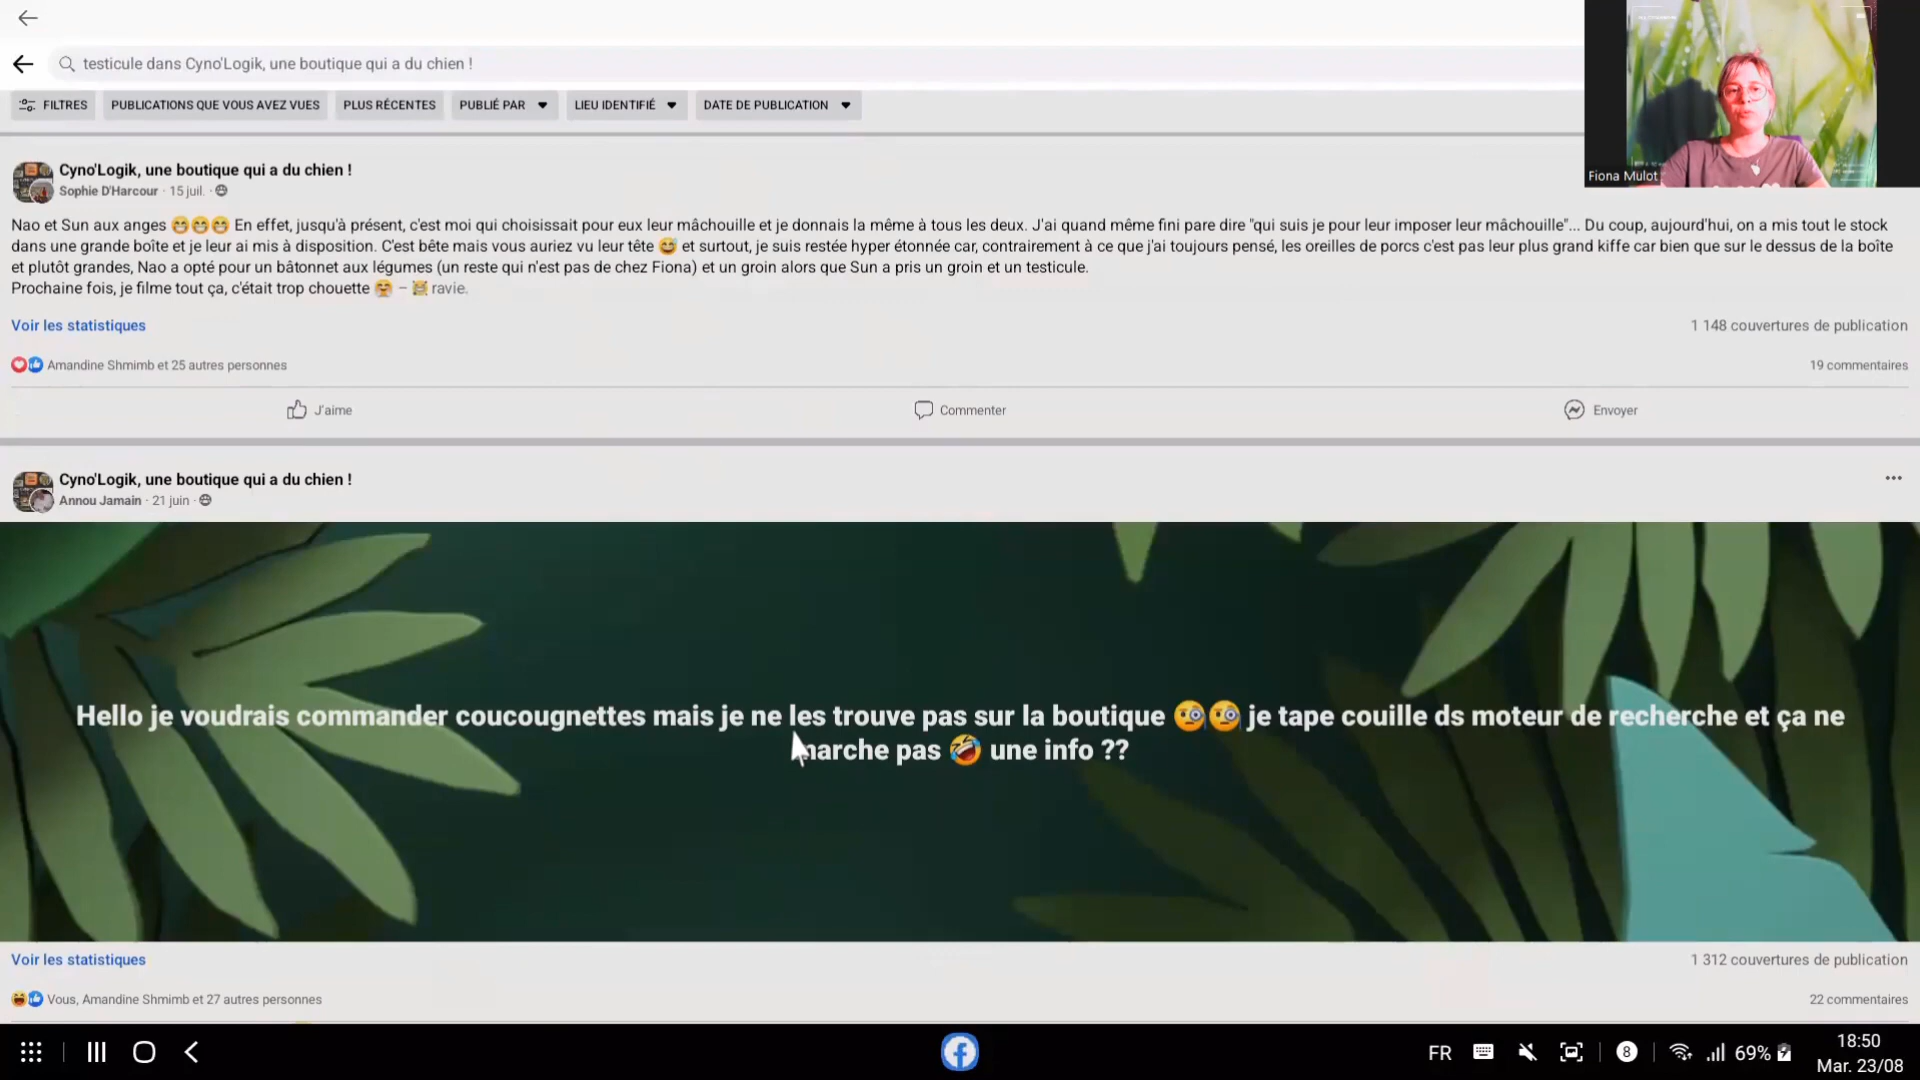 testicule dans Cyno'Logik, une boutique qui a du chien !
FILTRES
PUBLICATIONS QUE VOUS AVEZ VUES
PLUS RÉCENTES
PUBLIÉ PAR
LIEU IDENTIFIÉ
DATE DE PUBLICATION
Fiona Mulot
Cyno'Logik, une boutique qui a du chien !
Sophie D'Harcour · 15 juil. ·
Nao et Sun aux anges 😁😁😁 En effet, jusqu'à présent, c'est moi qui choisissait pour eux leur mâchouille et je donnais la même à tous les deux. J'ai quand même fini pare dire "qui suis je pour leur imposer leur mâchouille"... Du coup, aujourd'hui, on a mis tout le stock
dans une grande boîte et je leur ai mis à disposition. C'est bête mais vous auriez vu leur tête 😅 et surtout, je suis restée hyper étonnée car, contrairement à ce que j'ai toujours pensé, les oreilles de porcs c'est pas leur plus grand kiffe car bien que sur le dessus de la boîte
et plutôt grandes, Nao a opté pour un bâtonnet aux légumes (un reste qui n'est pas de chez Fiona) et un groin alors que Sun a pris un groin et un testicule.
Prochaine fois, je filme tout ça, c'était trop chouette 🤗 – ravie.
Voir les statistiques
1 148 couvertures de publication
Amandine Shmimb et 25 autres personnes
19 commentaires
J'aime
Commenter
Envoyer
Cyno'Logik, une boutique qui a du chien !
Annou Jamain · 21 juin ·
Hello je voudrais commander coucougnettes mais je ne les trouve pas sur la boutique 🧐🧐 je tape couille ds moteur de recherche et ça ne
marche pas 🤣 une info ??
Voir les statistiques
1 312 couvertures de publication
Vous, Amandine Shmimb et 27 autres personnes
22 commentaires
FR
8
69%
18:50
Mar. 23/08